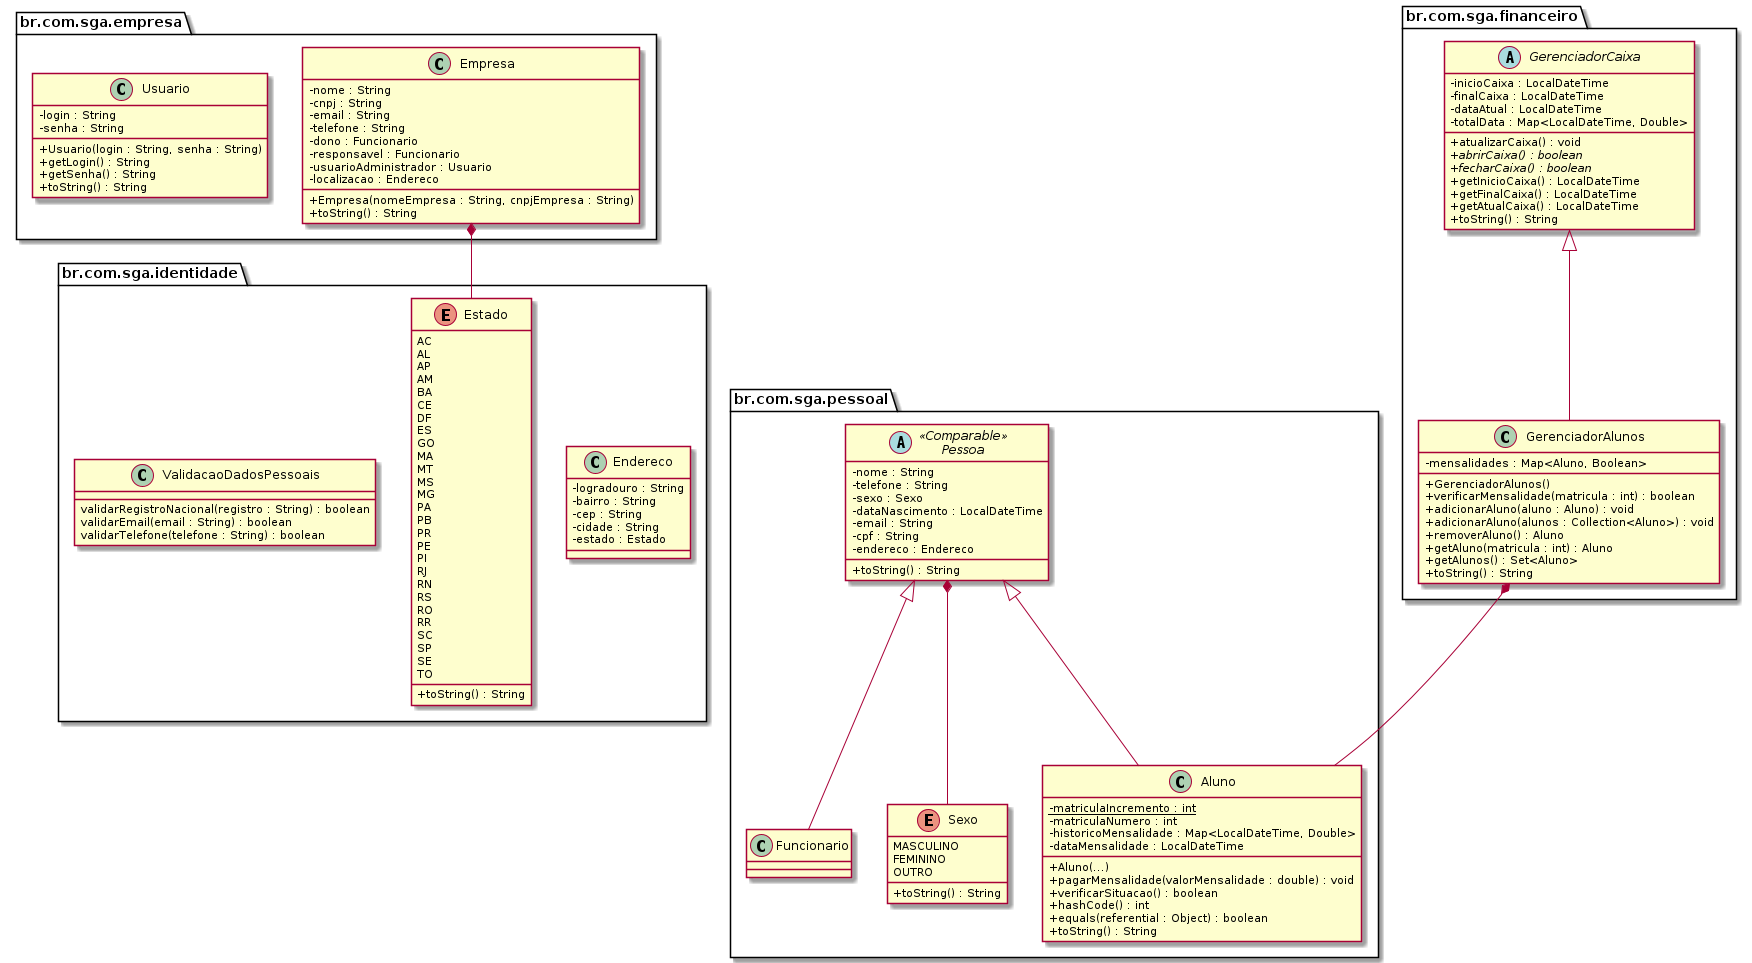 br.com.sga.empresa
C Usuario
-login : String
-senha : String
+Usuario(login : String, senha : String)
+getLogin() : String
+getSenha() : String
+toString() : String
C Empresa
-nome : String
-cnpj : String
-email : String
-telefone : String
-dono : Funcionario
-responsavel : Funcionario
-usuarioAdministrador : Usuario
-localizacao : Endereco
+Empresa(nomeEmpresa : String, cnpjEmpresa : String)
+toString() : String
br.com.sga.identidade
C ValidacaoDadosPessoais
validarRegistroNacional(registro : String) : boolean
validarEmail(email : String) : boolean
validarTelefone(telefone : String) : boolean
E Estado
AC
AL
AP
AM
BA
CE
DF
ES
GO
MA
MT
MS
MG
PA
PB
PR
PE
PI
RJ
RN
RS
RO
RR
SC
SP
SE
TO
+toString() : String
C Endereco
-logradouro : String
-bairro : String
-cep : String
-cidade : String
-estado : Estado
br.com.sga.pessoal
A «Comparable»
Pessoa
-nome : String
-telefone : String
-sexo : Sexo
-dataNascimento : LocalDateTime
-email : String
-cpf : String
-endereco : Endereco
+toString() : String
C Funcionario
E Sexo
MASCULINO
FEMININO
OUTRO
+toString() : String
C Aluno
-matriculaIncremento : int
-matriculaNumero : int
-historicoMensalidade : Map<LocalDateTime, Double>
-dataMensalidade : LocalDateTime
+Aluno(...)
+pagarMensalidade(valorMensalidade : double) : void
+verificarSituacao() : boolean
+hashCode() : int
+equals(referential : Object) : boolean
+toString() : String
br.com.sga.financeiro
A GerenciadorCaixa
-inicioCaixa : LocalDateTime
-finalCaixa : LocalDateTime
-dataAtual : LocalDateTime
-totalData : Map<LocalDateTime, Double>
+atualizarCaixa() : void
+abrirCaixa() : boolean
+fecharCaixa() : boolean
+getInicioCaixa() : LocalDateTime
+getFinalCaixa() : LocalDateTime
+getAtualCaixa() : LocalDateTime
+toString() : String
C GerenciadorAlunos
-mensalidades : Map<Aluno, Boolean>
+GerenciadorAlunos()
+verificarMensalidade(matricula : int) : boolean
+adicionarAluno(aluno : Aluno) : void
+adicionarAluno(alunos : Collection<Aluno>) : void
+removerAluno() : Aluno
+getAluno(matricula : int) : Aluno
+getAlunos() : Set<Aluno>
+toString() : String